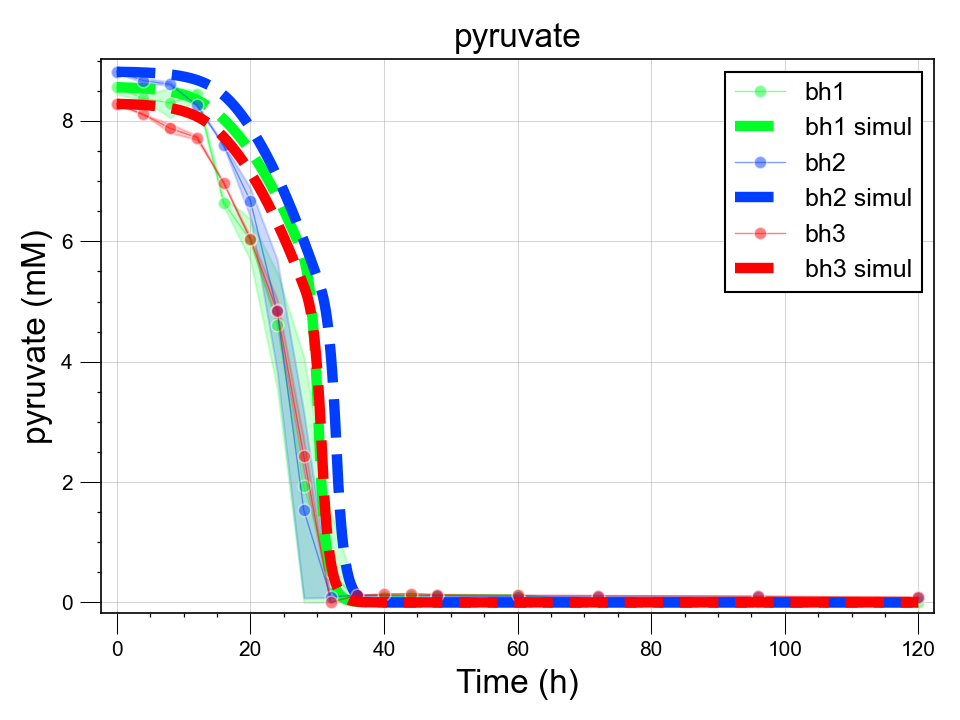 pyruvate
pyruvate (mM)
8
6
4
2
0
0 20 40 60 80 100 120
Time (h)
bh1
bh1 simul
bh2
bh2 simul
bh3
bh3 simul